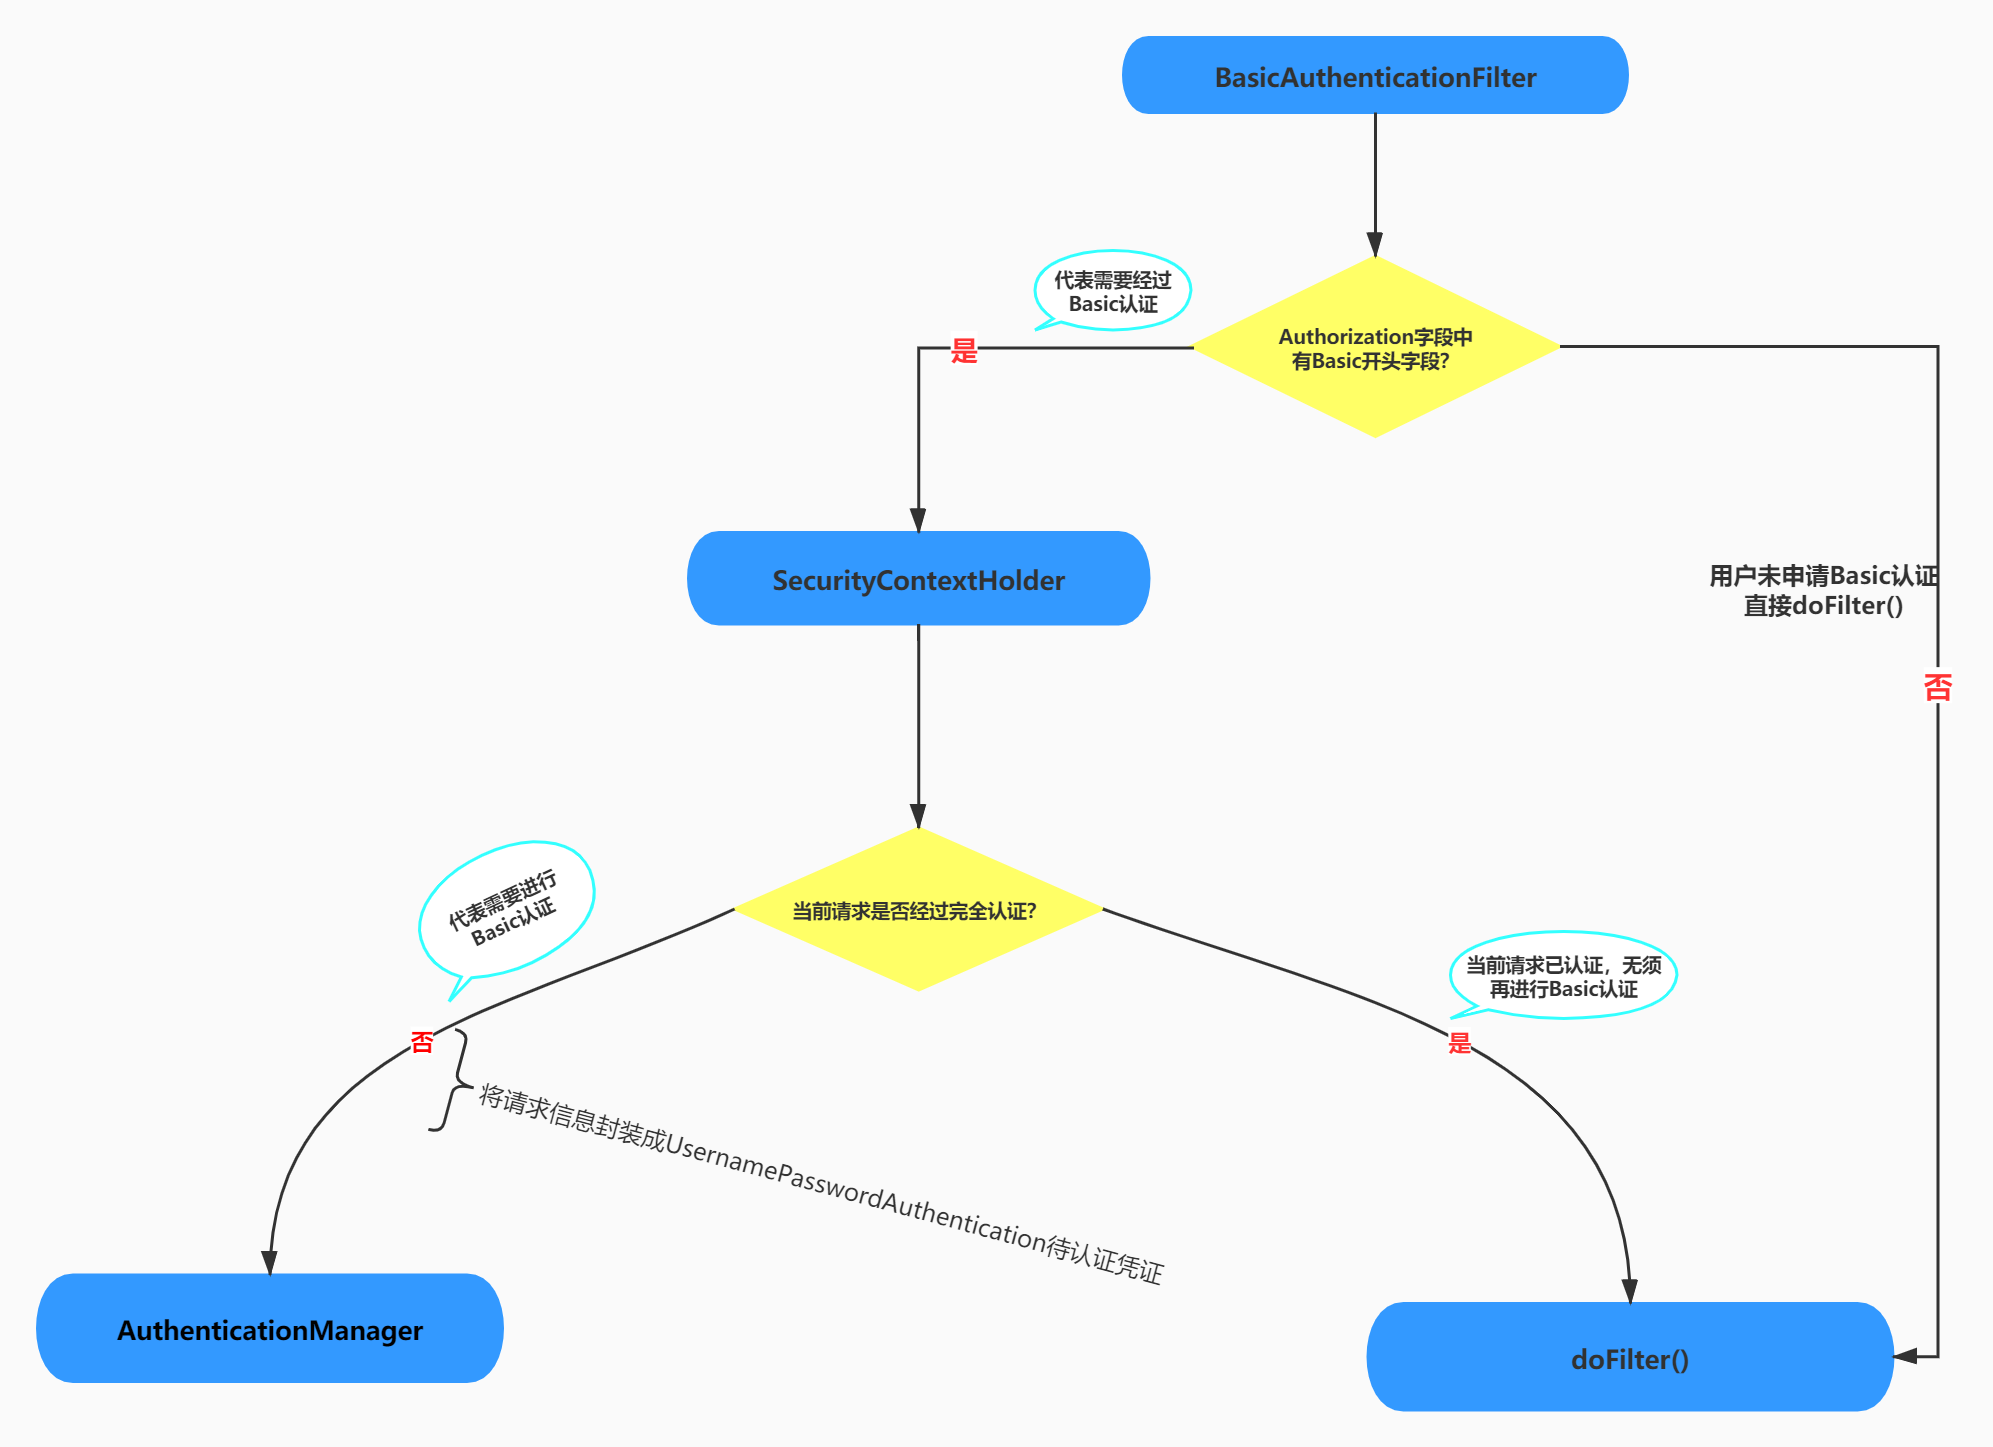 BasicAuthenticationFilter
代表需要经过
Basic认证
Authorization字段中
有Basic开头字段?
是
SecurityContextHolder
用户未申请Basic认证
直接doFilter()
否
代表需要进行
Basic认证
当前请求是否经过完全认证?
当前请求已认证，无须
再进行Basic认证
否
是
将请求信息封装成UsernamePasswordAuthentication待认证凭证
AuthenticationManager
doFilter()